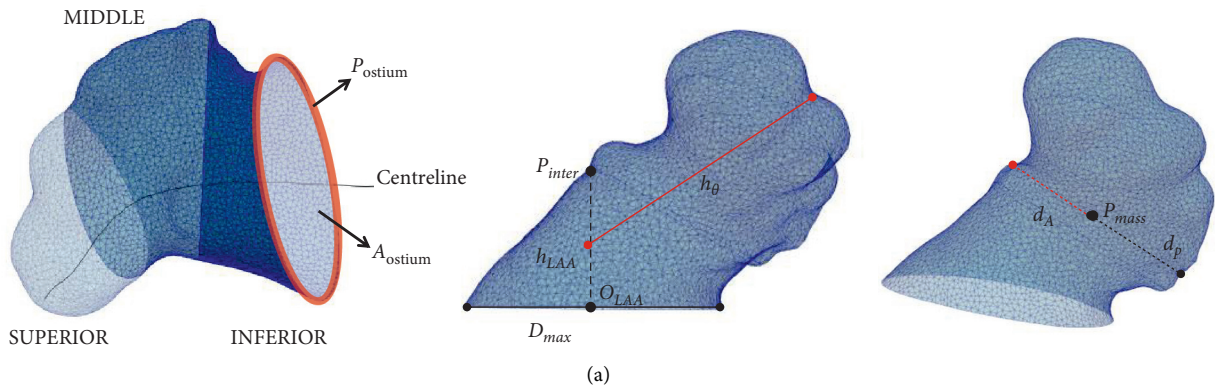 MIDDLE
P_ostium
Centreline
A_ostium
SUPERIOR
INFERIOR
P_inter
h_θ
h_LAA
O_LAA
D_max
P_mass
d_A
d_p
(a)